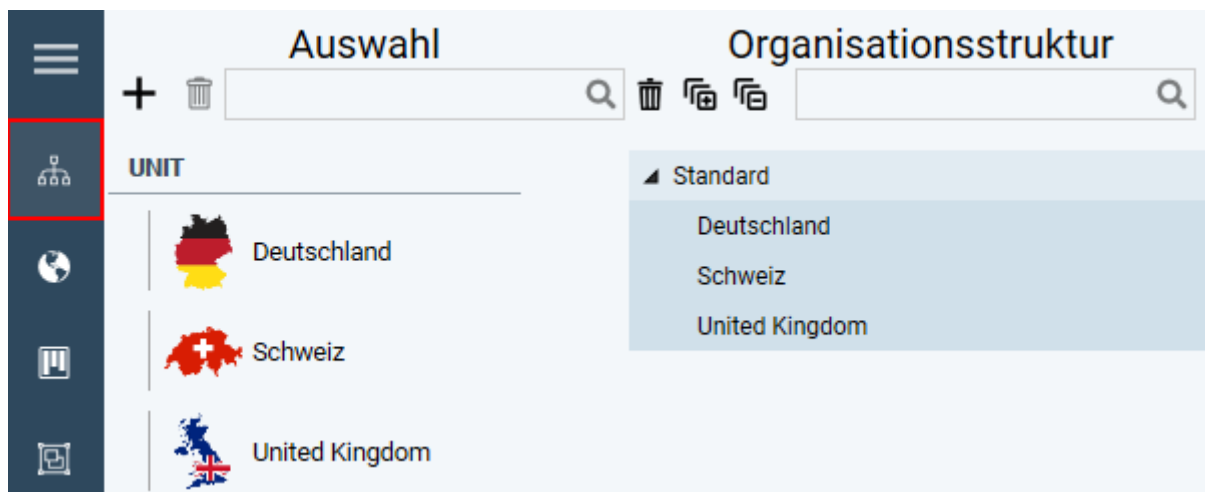 Auswahl
Organisationsstruktur
UNIT
Deutschland
Schweiz
United Kingdom
Standard
Deutschland
Schweiz
United Kingdom